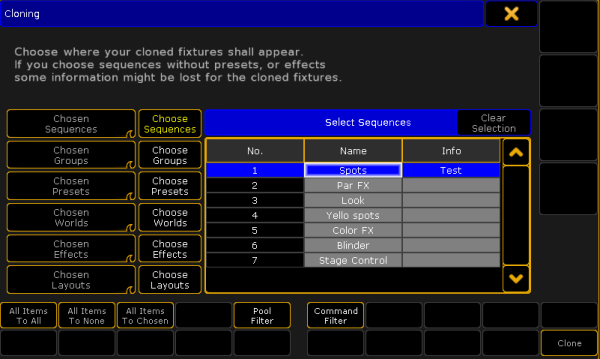 Cloning
Choose where your cloned fixtures shall appear.
If you choose sequences without presets, or effects
some information might be lost for the cloned fixtures.
Chosen
Sequences
Choose
Sequences
Select Sequences
Clear
Selection
Chosen
Groups
Choose
Groups
Chosen
Presets
Choose
Presets
Chosen
Worlds
Choose
Worlds
Chosen
Effects
Choose
Effects
Chosen
Layouts
Choose
Layouts
No. Name Info
1 Spots Test
2 Par FX
3 Look
4 Yello spots
5 Color FX
6 Blinder
7 Stage Control
All Items
To All
All Items
To None
All Items
To Chosen
Pool
Filter
Command
Filter
Clone